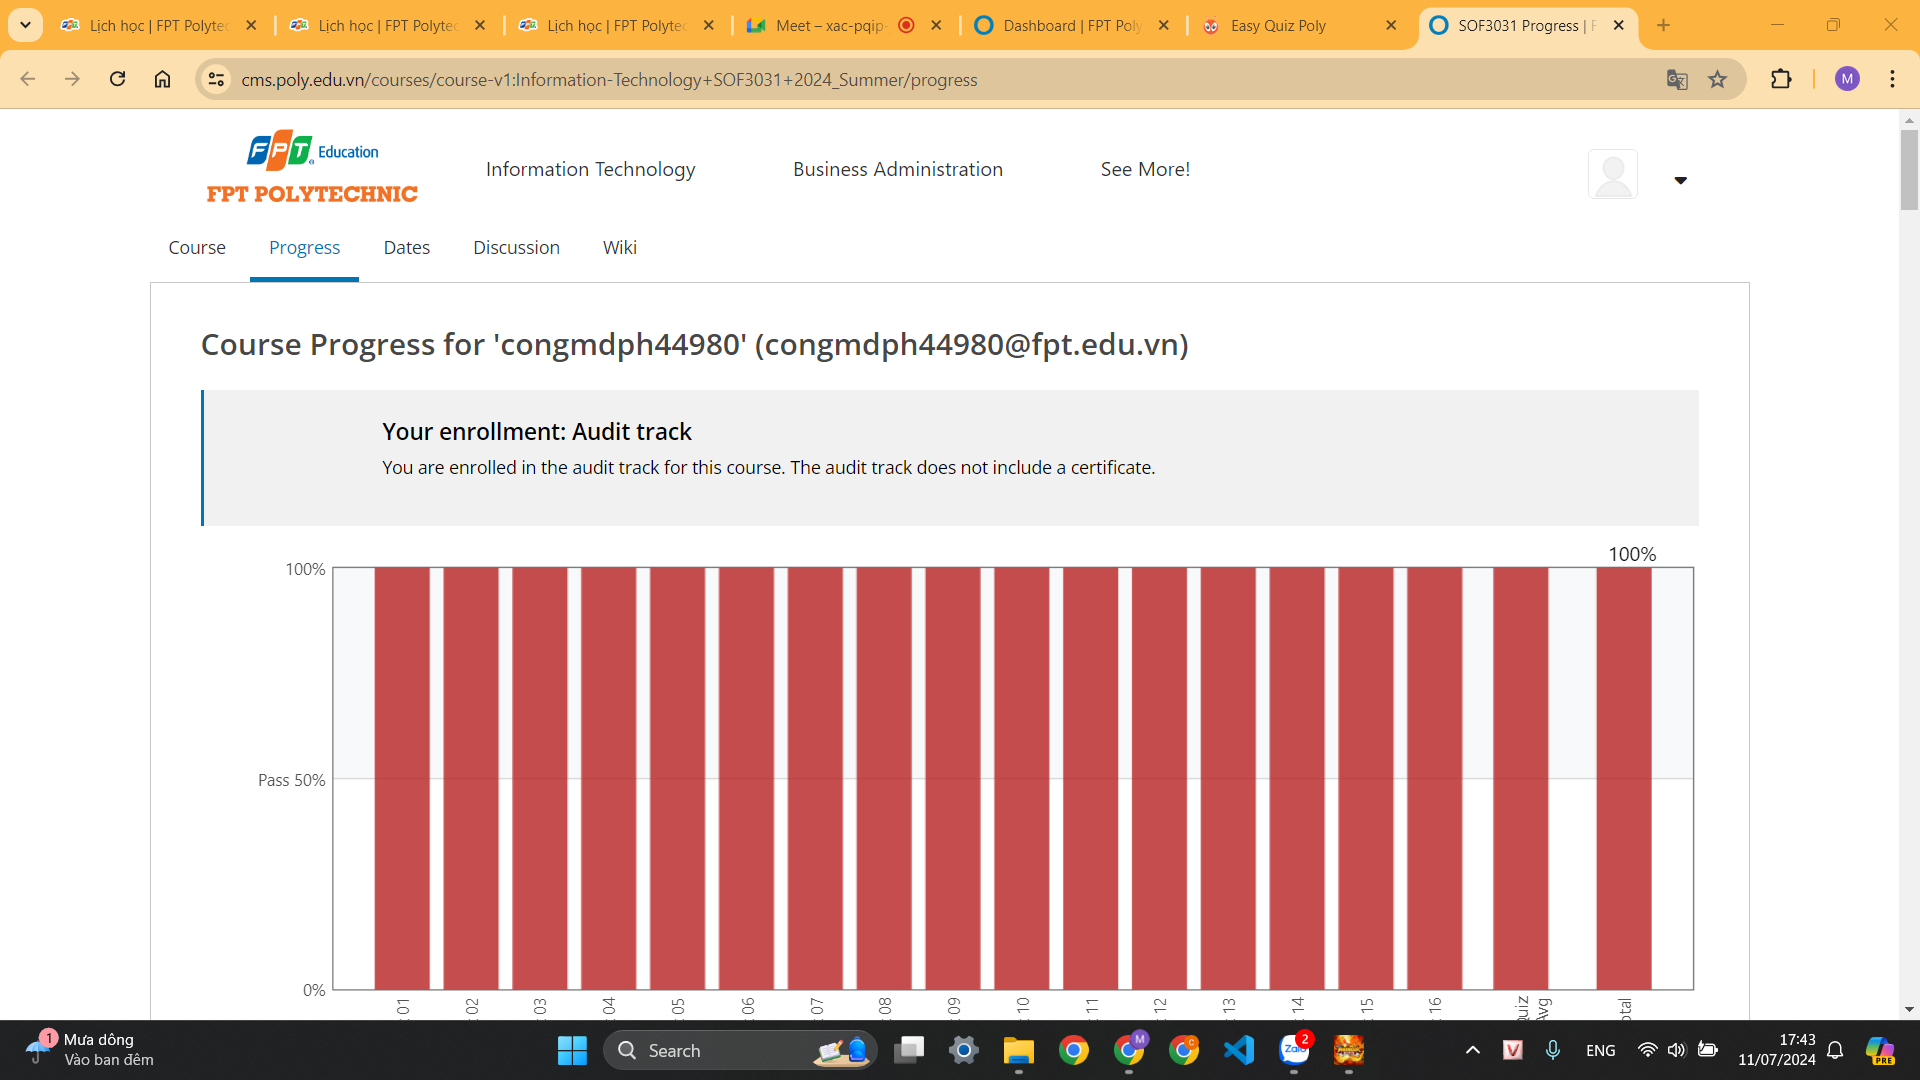 Lịch học | FPT Polytec
Lịch học | FPT Polytec
Lịch học | FPT Polytec
Meet – xac-pqip-
Dashboard | FPT Poly
Easy Quiz Poly
SOF3031 Progress | F
cms.poly.edu.vn/courses/course-v1:Information-Technology+SOF3031+2024_Summer/progress
M
FPT Education
FPT POLYTECHNIC
Information Technology
Business Administration
See More!
Course
Progress
Dates
Discussion
Wiki
Course Progress for 'congmdph44980' (congmdph44980@fpt.edu.vn)
Your enrollment: Audit track
You are enrolled in the audit track for this course. The audit track does not include a certificate.
100%
100%
Pass 50%
0%
01
02
03
04
05
06
07
08
09
10
11
12
13
14
15
16
Quiz
Avg
otal
1
Mưa dông
Vào ban đêm
Search
M
C
Zalo
2
V
ENG
17:43
11/07/2024
PRE